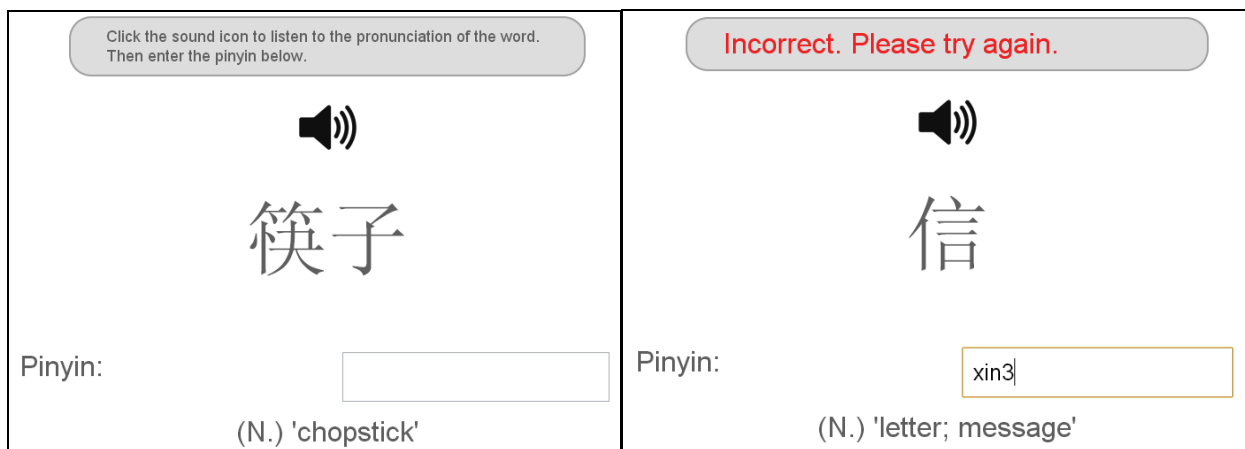 Click the sound icon to listen to the pronunciation of the word.
Then enter the pinyin below.
筷子
Pinyin:
(N.) 'chopstick'
Incorrect. Please try again.
信
Pinyin:
xin3
(N.) 'letter; message'